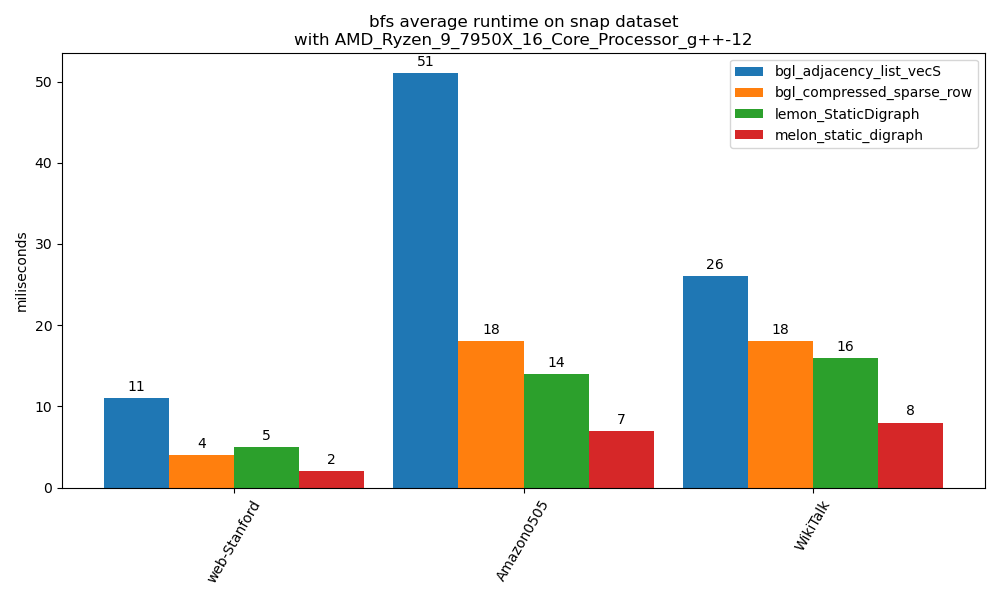 bfs average runtime on snap dataset
with AMD_Ryzen_9_7950X_16_Core_Processor_g++-12
bgl_adjacency_list_vecS
bgl_compressed_sparse_row
lemon_StaticDigraph
melon_static_digraph
miliseconds
50
40
30
20
10
0
11
4
5
2
51
18
14
7
26
18
16
8
web-Stanford
Amazon0505
WikiTalk